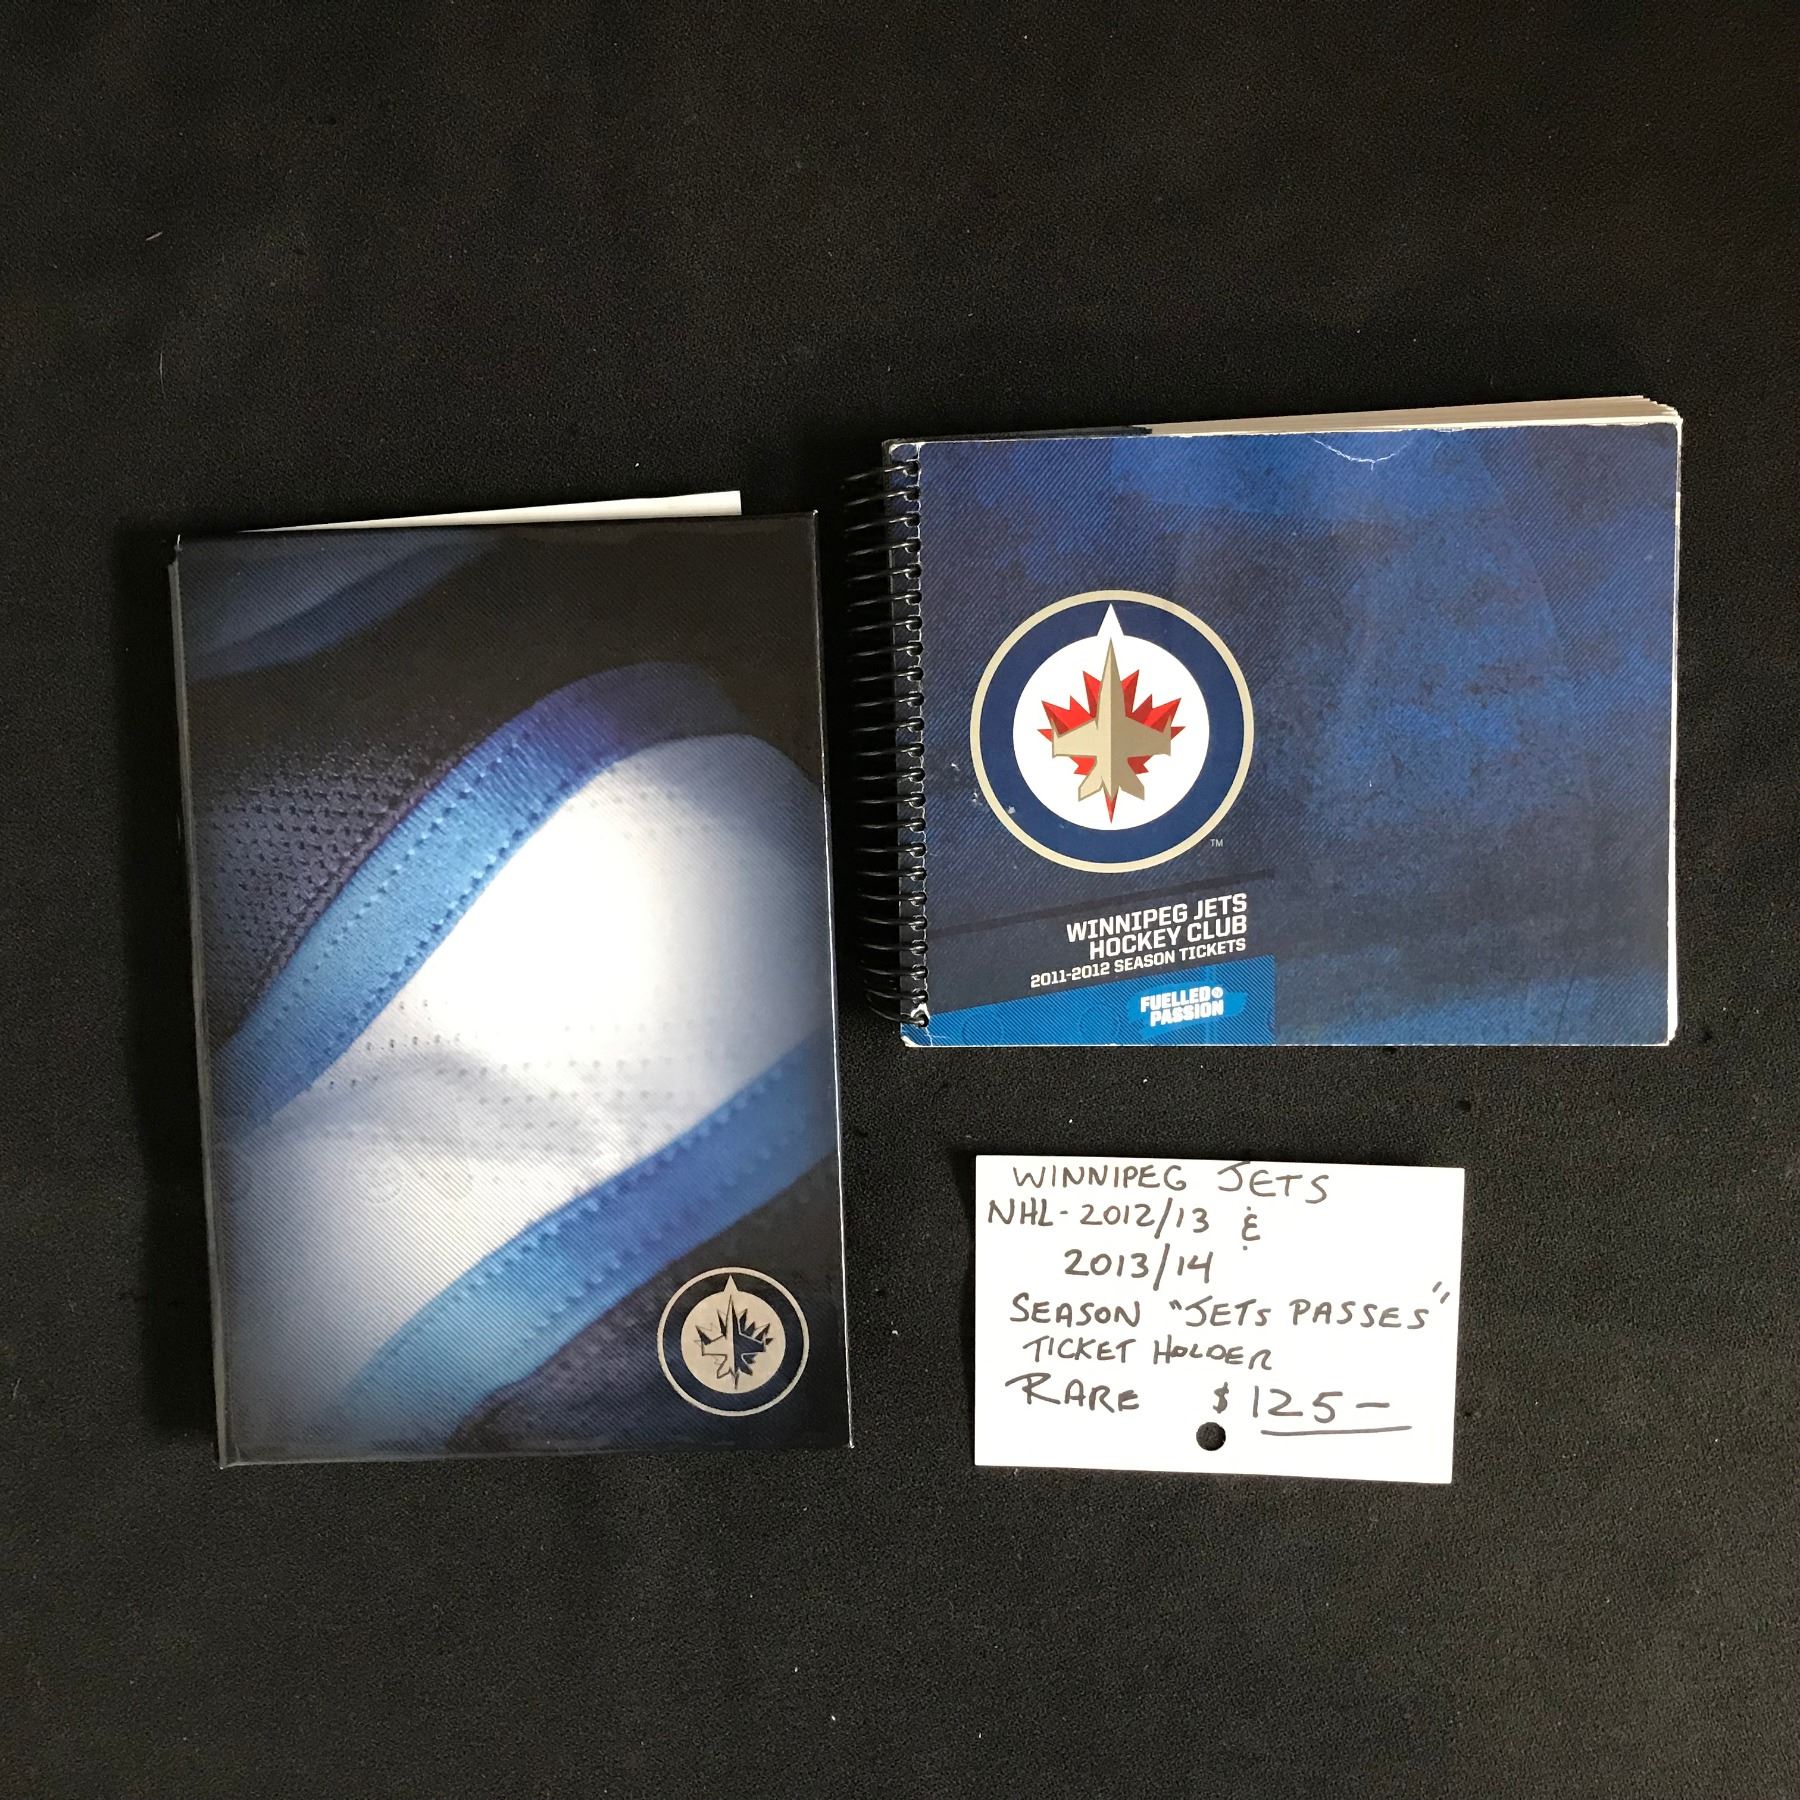 WINNIPEG JETS
HOCKEY CLUB
2011-2012 SEASON TICKETS
FUELLED BY
PASSION
TM
WINNIPEG JETS
NHL-2012/13 &
2013/14
SEASON "JETS PASSES"
TICKET HOLDER
RARE $125-